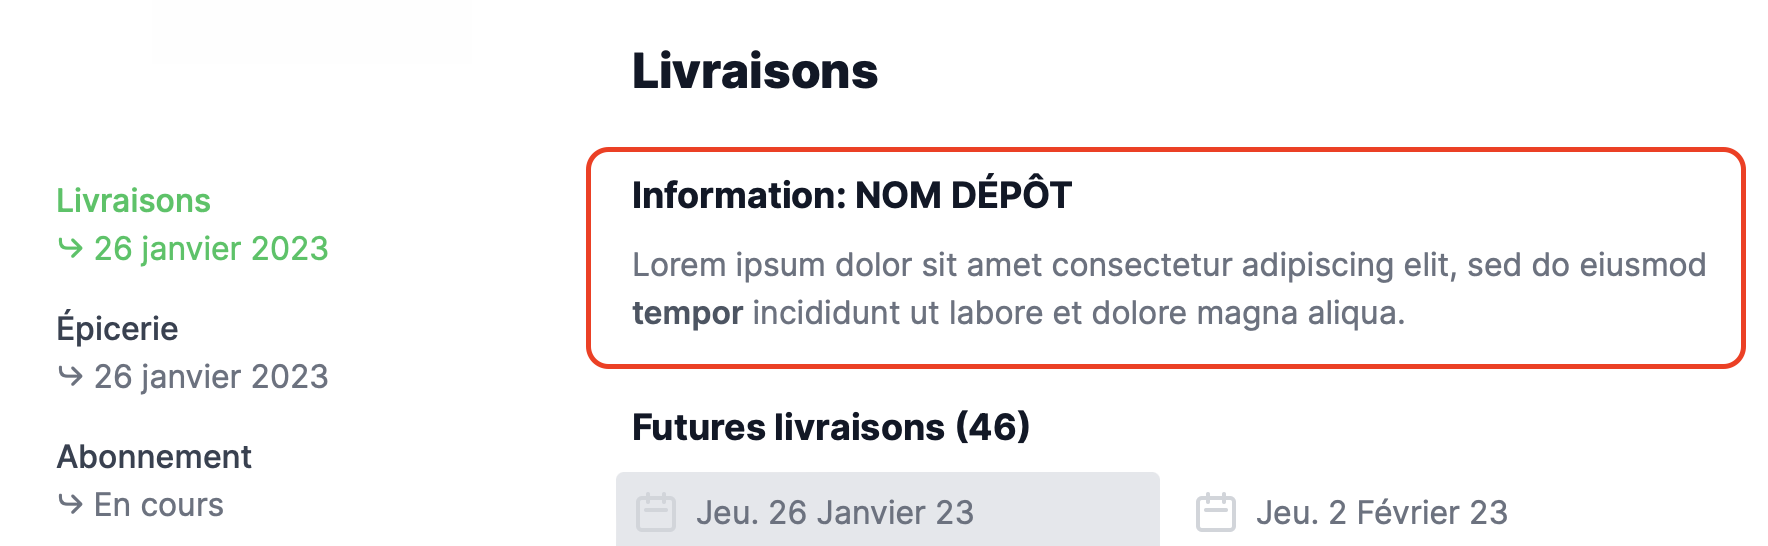 Livraisons
Livraisons
↪ 26 janvier 2023
Épicerie
↪ 26 janvier 2023
Abonnement
↪ En cours
Information: NOM DÉPÔT
Lorem ipsum dolor sit amet consectetur adipiscing elit, sed do eiusmod
tempor incididunt ut labore et dolore magna aliqua.
Futures livraisons (46)
Jeu. 26 Janvier 23
Jeu. 2 Février 23